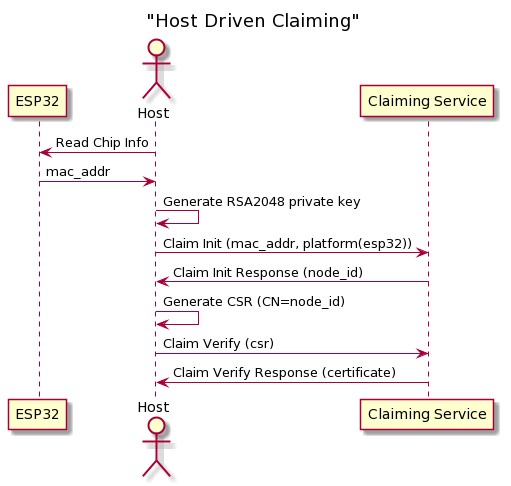 "Host Driven Claiming"
ESP32
Host
Claiming Service
Read Chip Info
mac_addr
Generate RSA2048 private key
Claim Init (mac_addr, platform(esp32))
Claim Init Response (node_id)
Generate CSR (CN=node_id)
Claim Verify (csr)
Claim Verify Response (certificate)
ESP32
Host
Claiming Service